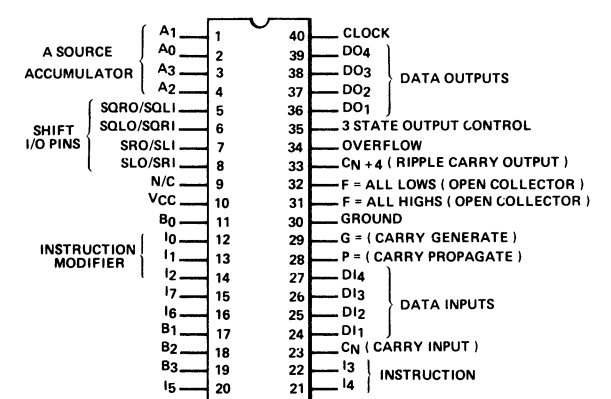 A1 1 40 CLOCK
A0 2 39 DO4
A3 3 38 DO3
A2 4 37 DO2
A SOURCE
ACCUMULATOR
DATA OUTPUTS
SQRO/SQLI 5 36 DO1
SQLO/SQRI 6 35 3 STATE OUTPUT CONTROL
SRO/SLI 7 34 OVERFLOW
SLO/SRI 8 33 CN +4 ( RIPPLE CARRY OUTPUT )
SHIFT
I/O PINS
N/C 9 32 F = ALL LOWS ( OPEN COLLECTOR )
VCC 10 31 F = ALL HIGHS ( OPEN COLLECTOR )
B0 11 30 GROUND
I0 12 29 G = ( CARRY GENERATE )
I1 13 28 P = ( CARRY PROPAGATE )
I2 14 27 DI4
INSTRUCTION
MODIFIER
I7 15 26 DI3
I6 16 25 DI2
B1 17 24 DI1
DATA INPUTS
B2 18 23 CN ( CARRY INPUT )
B3 19 22 I3
I5 20 21 I4
INSTRUCTION